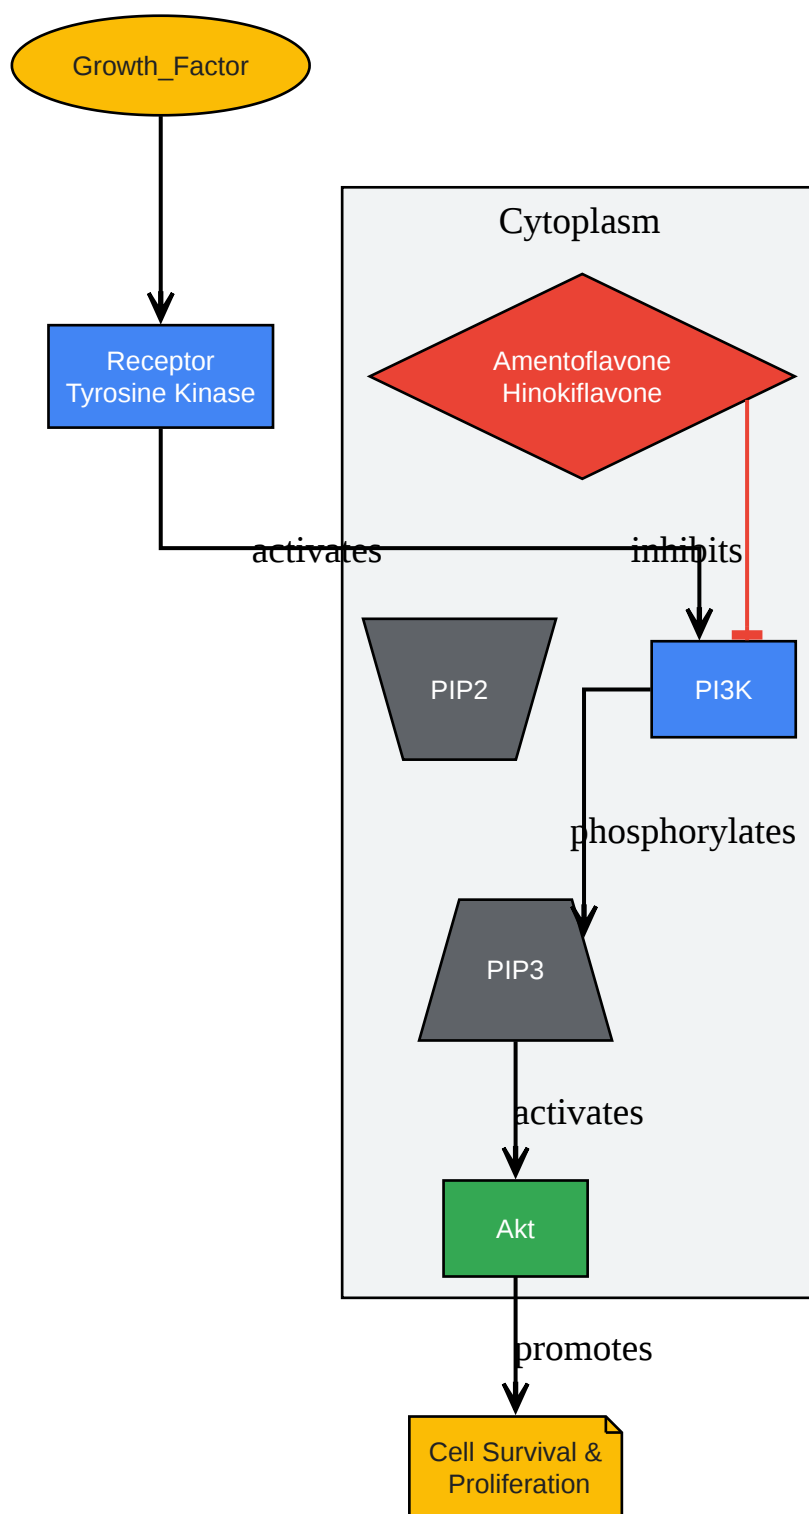 Growth_Factor
Cytoplasm
Receptor
Tyrosine Kinase
Amentoflavone
Hinokiflavone
activates
inhibits
PIP2
PI3K
phosphorylates
PIP3
activates
Akt
promotes
Cell Survival &
Proliferation